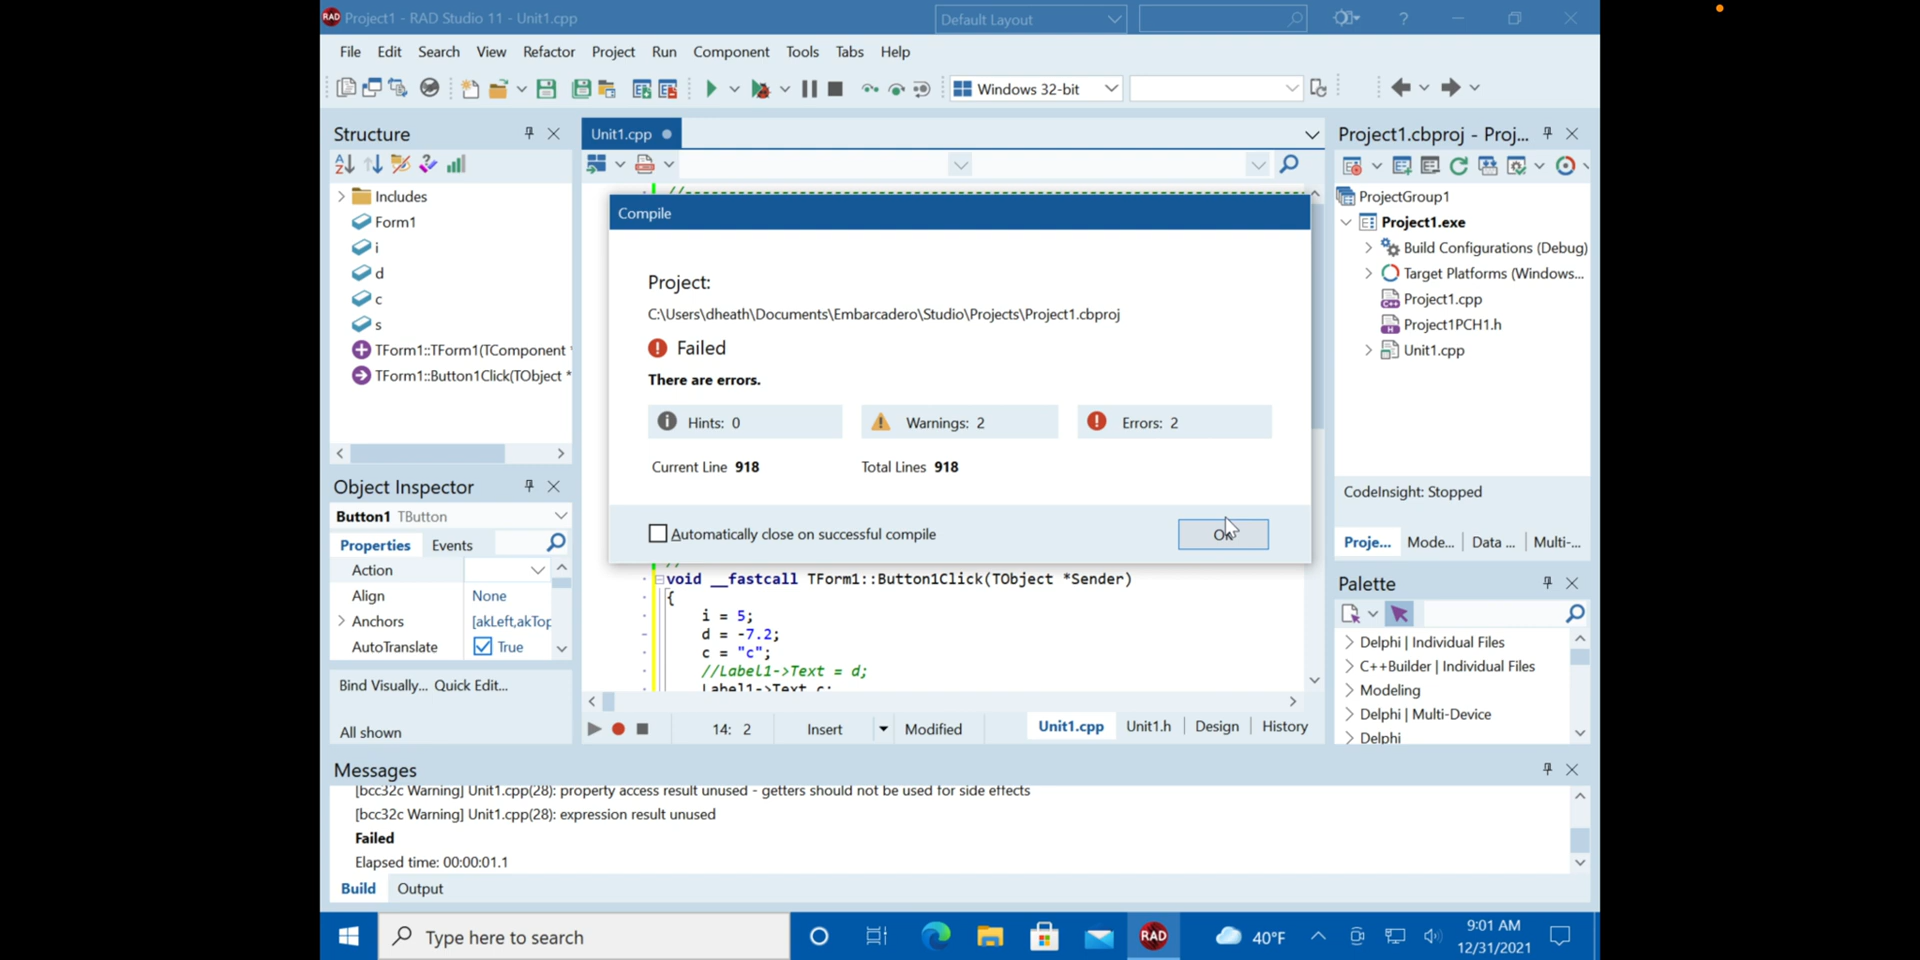 Project1 - RAD Studio 11 - Unit1.cpp
Default Layout
?
File Edit Search View Refactor Project Run Component Tools Tabs Help
Windows 32-bit
Structure
Includes
Form1
i
d
c
s
TForm1::TForm1(TComponent *
TForm1::Button1Click(TObject *
Object Inspector
Button1 TButton
Properties Events
Action
Align None
Anchors [akLeft,akTop
AutoTranslate True
Bind Visually... Quick Edit...
All shown
Unit1.cpp
//--------------------------------------------------
Compile
Project:
C:\Users\dheath\Documents\Embarcadero\Studio\Projects\Project1.cbproj
Failed
There are errors.
Hints: 0 Warnings: 2 Errors: 2
Current Line 918 Total Lines 918
Automatically close on successful compile
OK
void __fastcall TForm1::Button1Click(TObject *Sender)
{
i = 5;
d = -7.2;
c = "c";
//Label1->Text = d;
Label1->Text c;
14: 2 Insert Modified Unit1.cpp Unit1.h Design History
Project1.cbproj - Proj...
ProjectGroup1
Project1.exe
Build Configurations (Debug)
Target Platforms (Windows...
Project1.cpp
Project1PCH1.h
Unit1.cpp
CodeInsight: Stopped
Proje... Mode... Data ... Multi-...
Palette
Delphi | Individual Files
C++Builder | Individual Files
Modeling
Delphi | Multi-Device
Delphi
Messages
[bcc32c Warning] Unit1.cpp(28): property access result unused - getters should not be used for side effects
[bcc32c Warning] Unit1.cpp(28): expression result unused
Failed
Elapsed time: 00:00:01.1
Build Output
Type here to search
RAD
40°F
9:01 AM
12/31/2021